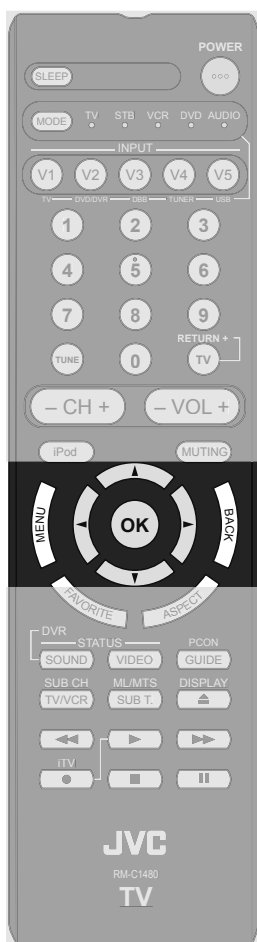 POWER
SLEEP
TV STB VCR DVD AUDIO
MODE
INPUT
V1 V2 V3 V4 V5
TV DVD/DVR DBB TUNER USB
1 2 3
4 5 6
7 8 9
RETURN +
TUNE 0 TV
– CH + – VOL +
iPod MUTING
MENU OK BACK
FAVORITE ASPECT
DVR
STATUS PCON
SOUND VIDEO GUIDE
SUB CH ML/MTS DISPLAY
TV/VCR SUB T.
iTV
JVC
RM-C1480
TV